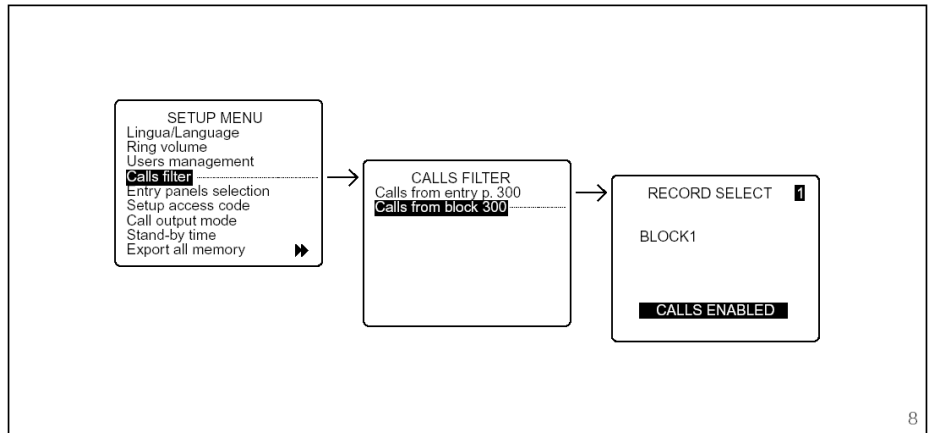 SETUP MENU
Lingua/Language
Ring volume
Users management
Calls filter
Entry panels selection
Setup access code
Call output mode
Stand-by time
Export all memory
CALLS FILTER
Calls from entry p. 300
Calls from block 300
RECORD SELECT 1
BLOCK1
CALLS ENABLED
8